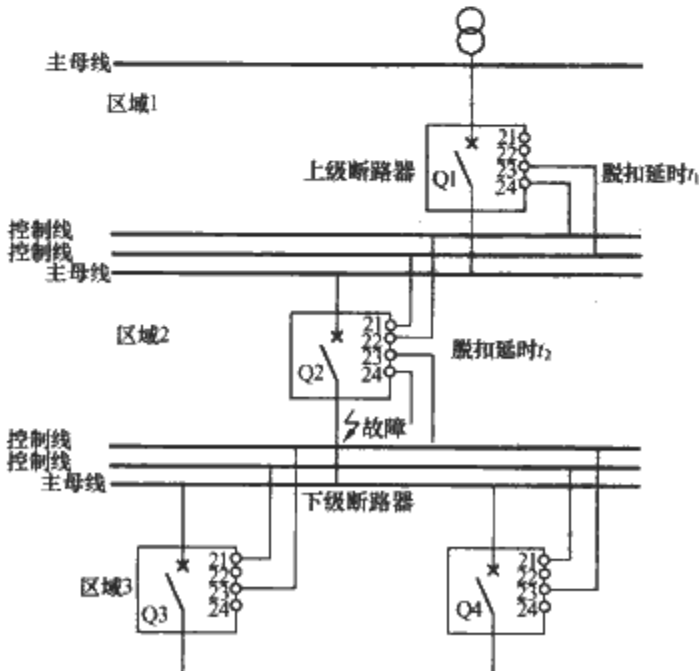 主母线
区域1
上级断路器
Q1
21
22
23
24
脱扣延时t₁
控制线
控制线
主母线
区域2
Q2
21
22
23
24
脱扣延时t₂
故障
控制线
控制线
主母线
下级断路器
区域3
Q3
21
22
23
24
Q4
21
22
23
24